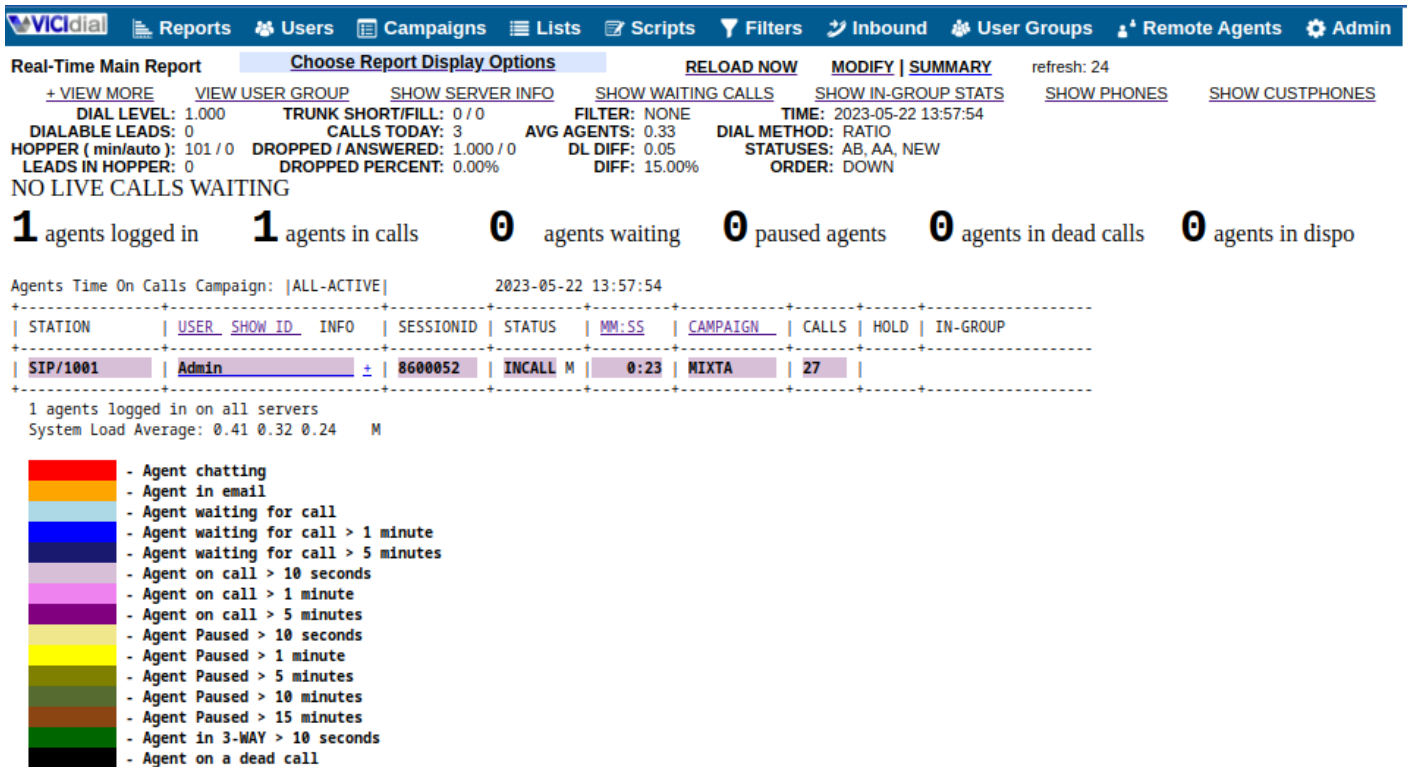 VICIdial Reports Users Campaigns Lists Scripts Filters Inbound User Groups Remote Agents Admin
Real-Time Main Report Choose Report Display Options RELOAD NOW MODIFY | SUMMARY refresh: 24
+ VIEW MORE VIEW USER GROUP SHOW SERVER INFO SHOW WAITING CALLS SHOW IN-GROUP STATS SHOW PHONES SHOW CUSTPHONES
DIAL LEVEL: 1.000 TRUNK SHORT/FILL: 0 / 0 FILTER: NONE TIME: 2023-05-22 13:57:54
DIALABLE LEADS: 0 CALLS TODAY: 3 AVG AGENTS: 0.33 DIAL METHOD: RATIO
HOPPER ( min/auto ): 101 / 0 DROPPED / ANSWERED: 1.000 / 0 DL DIFF: 0.05 STATUSES: AB, AA, NEW
LEADS IN HOPPER: 0 DROPPED PERCENT: 0.00% DIFF: 15.00% ORDER: DOWN
NO LIVE CALLS WAITING
1 agents logged in 1 agents in calls 0 agents waiting 0 paused agents 0 agents in dead calls 0 agents in dispo
Agents Time On Calls Campaign: |ALL-ACTIVE| 2023-05-22 13:57:54
+----------------+------------------------+-----------+----------+---------+------------+-------+------+-------------------
| STATION | USER SHOW ID INFO | SESSIONID | STATUS | MM:SS | CAMPAIGN | CALLS | HOLD | IN-GROUP
+----------------+------------------------+-----------+----------+---------+------------+-------+------+-------------------
| SIP/1001 | Admin + | 8600052 | INCALL M | 0:23 | MIXTA | 27 |
+----------------+------------------------+-----------+----------+---------+------------+-------+------+-------------------
1 agents logged in on all servers
System Load Average: 0.41 0.32 0.24 M
- Agent chatting
- Agent in email
- Agent waiting for call
- Agent waiting for call > 1 minute
- Agent waiting for call > 5 minutes
- Agent on call > 10 seconds
- Agent on call > 1 minute
- Agent on call > 5 minutes
- Agent Paused > 10 seconds
- Agent Paused > 1 minute
- Agent Paused > 5 minutes
- Agent Paused > 10 minutes
- Agent Paused > 15 minutes
- Agent in 3-WAY > 10 seconds
- Agent on a dead call